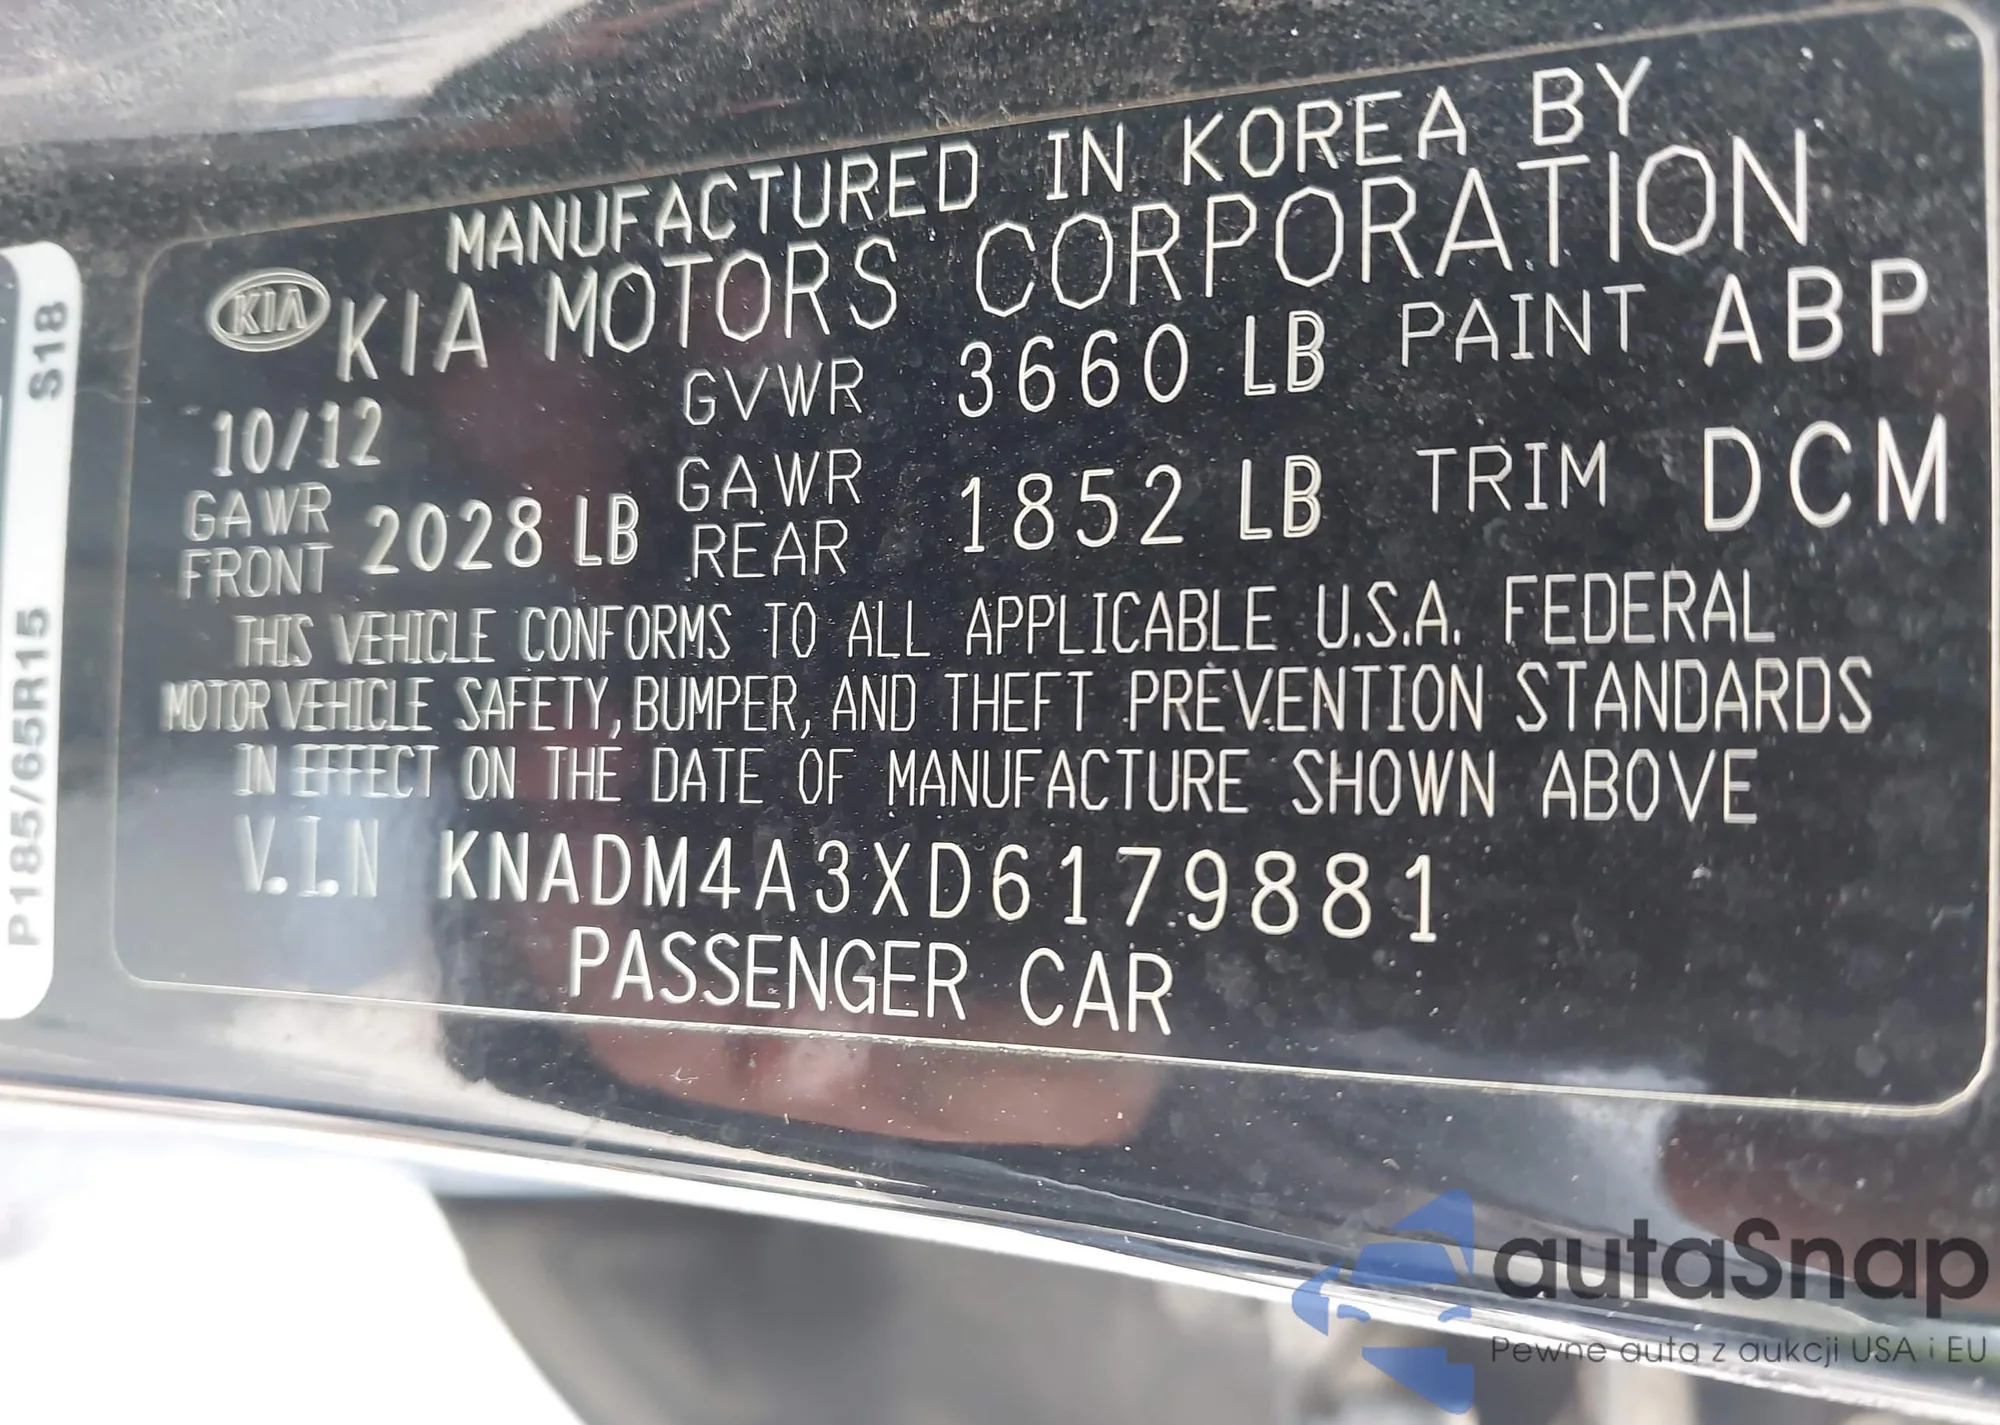 MANUFACTURED IN KOREA BY
KIA KIA MOTORS CORPORATION
10/12 GVWR 3660 LB PAINT ABP
GAWR FRONT 2028 LB GAWR REAR 1852 LB TRIM DCM
THIS VEHICLE CONFORMS TO ALL APPLICABLE U.S.A. FEDERAL
MOTOR VEHICLE SAFETY, BUMPER, AND THEFT PREVENTION STANDARDS
IN EFFECT ON THE DATE OF MANUFACTURE SHOWN ABOVE
V.I.N KNADM4A3XD6179881
PASSENGER CAR
P185/65R15 S18
autaSnap
Pewne auta z aukcji USA i EU